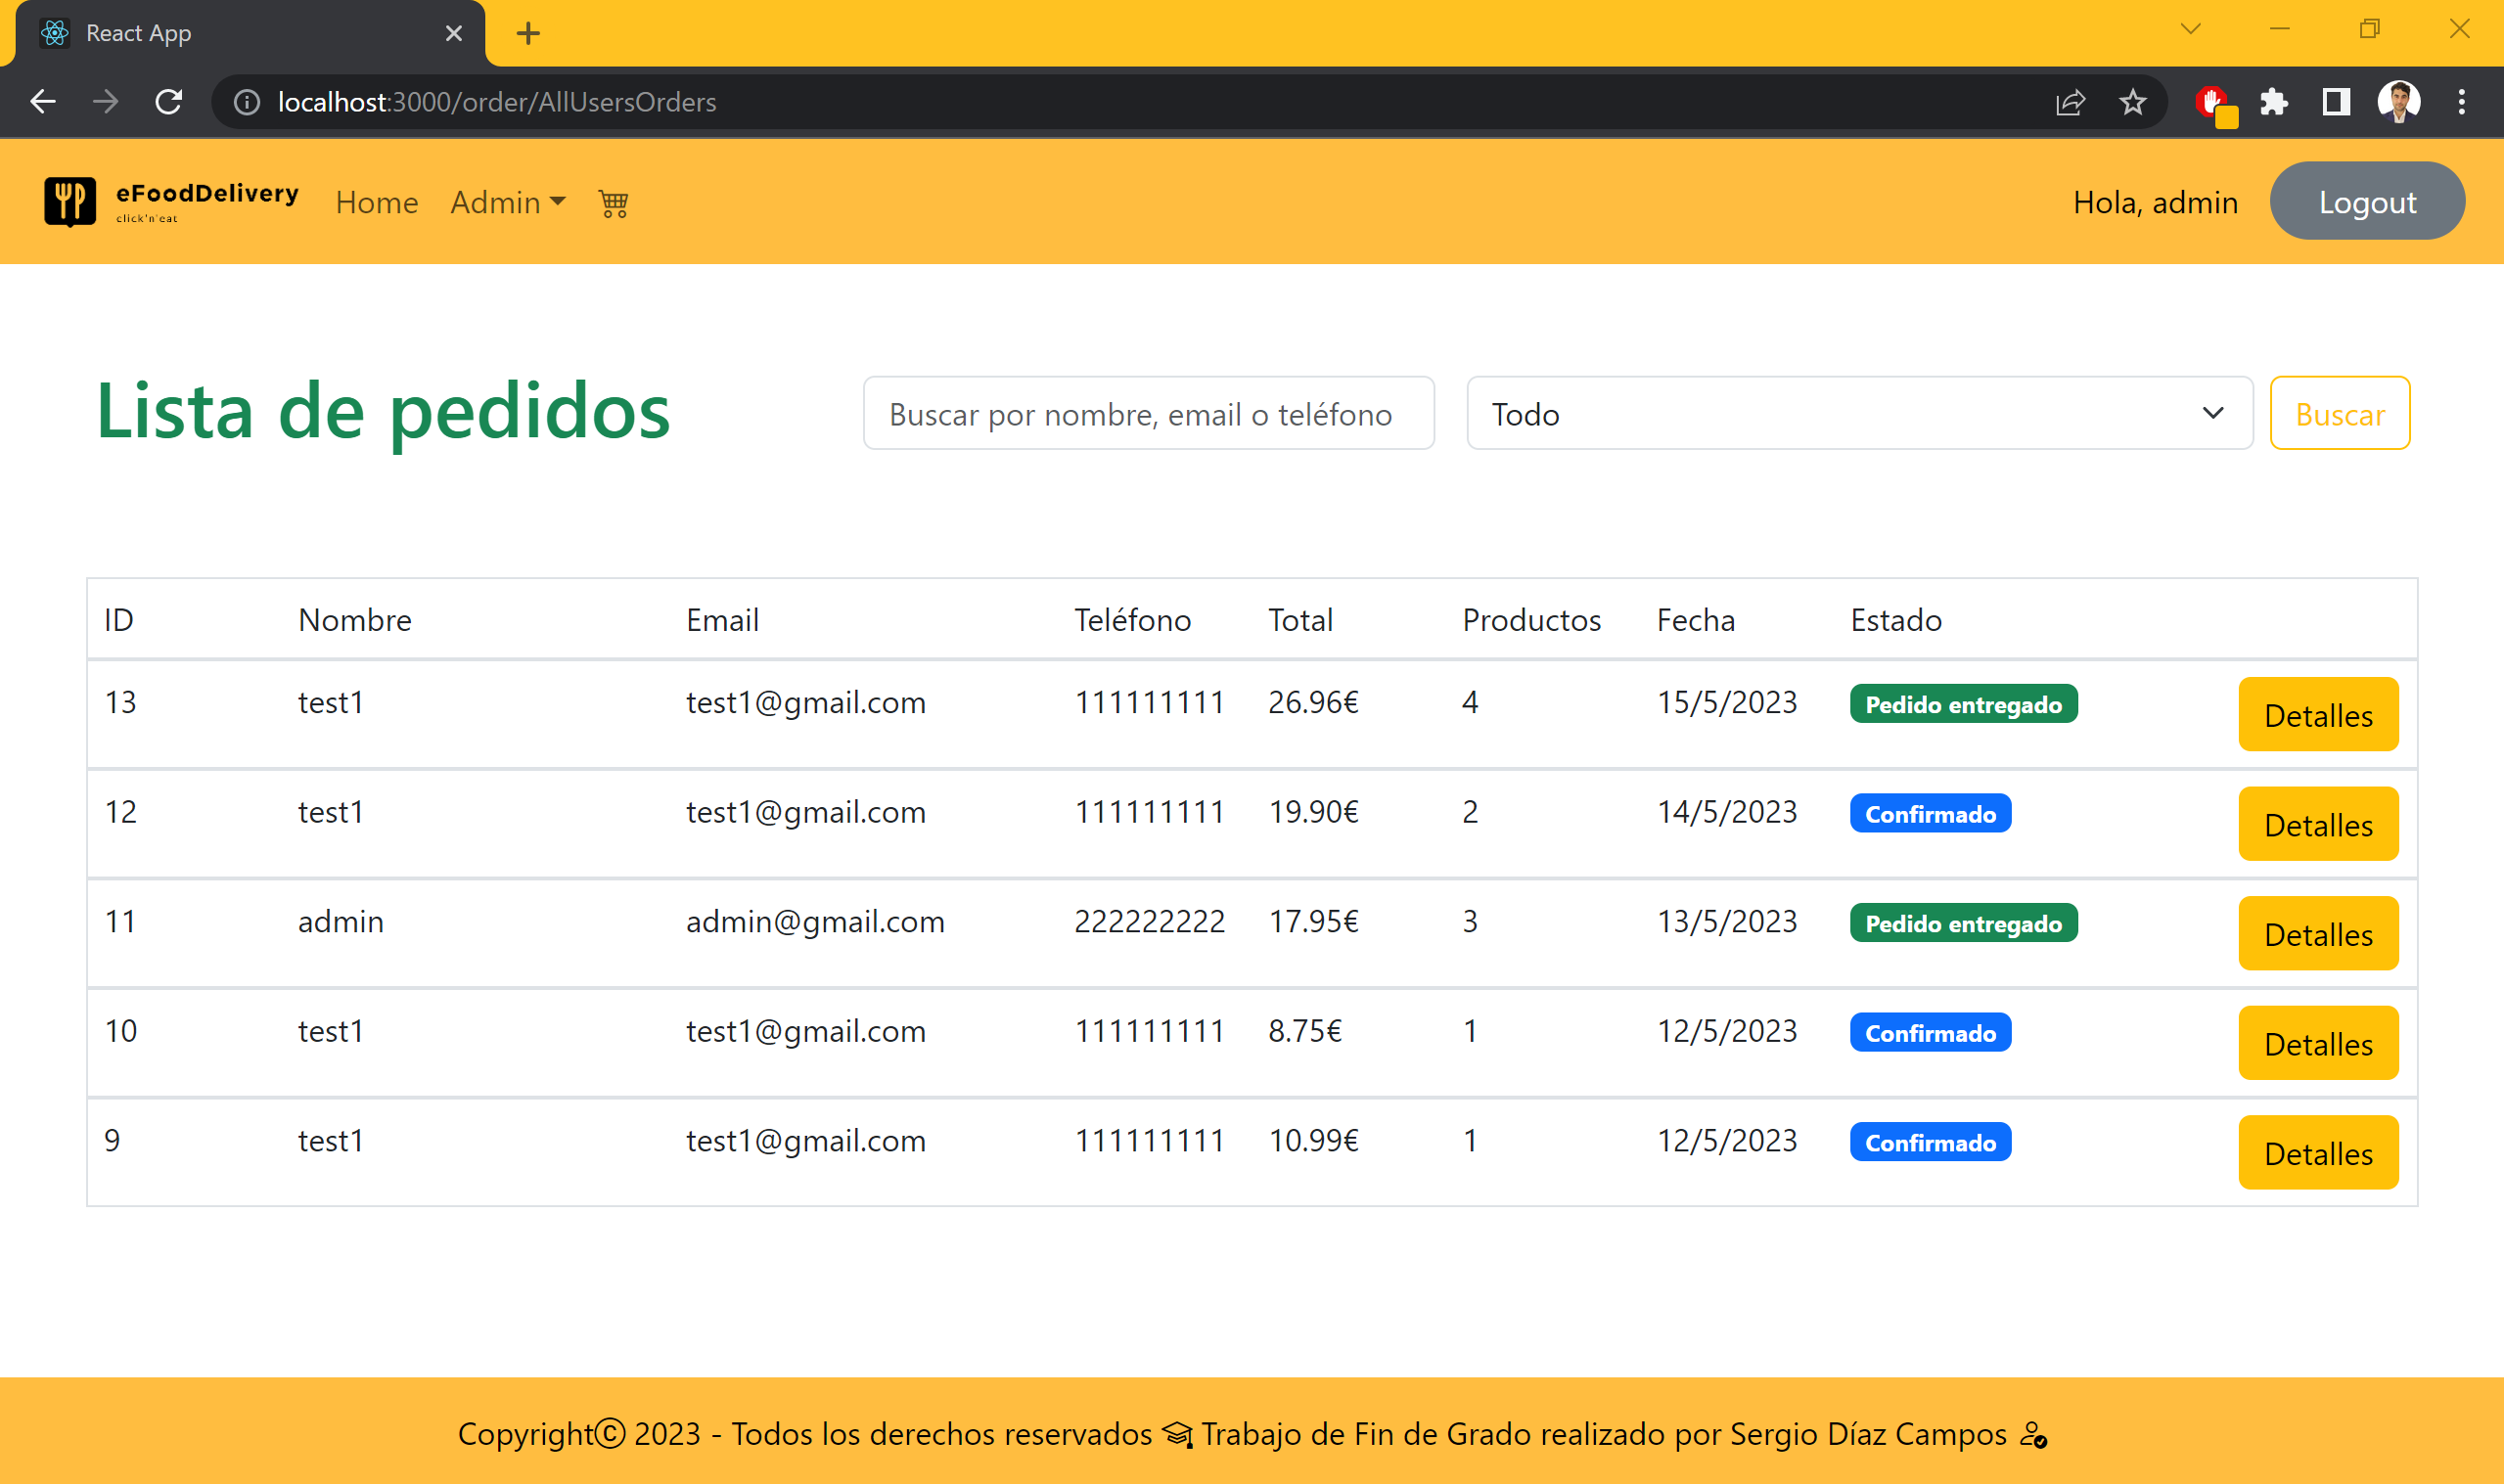 React App
localhost:3000/order/AllUsersOrders
eFoodDelivery
click'n'eat
Home Admin
Hola, admin Logout
Lista de pedidos Buscar por nombre, email o teléfono Todo Buscar
ID Nombre Email Teléfono Total Productos Fecha Estado
13 test1 test1@gmail.com 111111111 26.96€ 4 15/5/2023 Pedido entregado Detalles
12 test1 test1@gmail.com 111111111 19.90€ 2 14/5/2023 Confirmado Detalles
11 admin admin@gmail.com 222222222 17.95€ 3 13/5/2023 Pedido entregado Detalles
10 test1 test1@gmail.com 111111111 8.75€ 1 12/5/2023 Confirmado Detalles
9 test1 test1@gmail.com 111111111 10.99€ 1 12/5/2023 Confirmado Detalles
Copyright© 2023 - Todos los derechos reservados Trabajo de Fin de Grado realizado por Sergio Díaz Campos